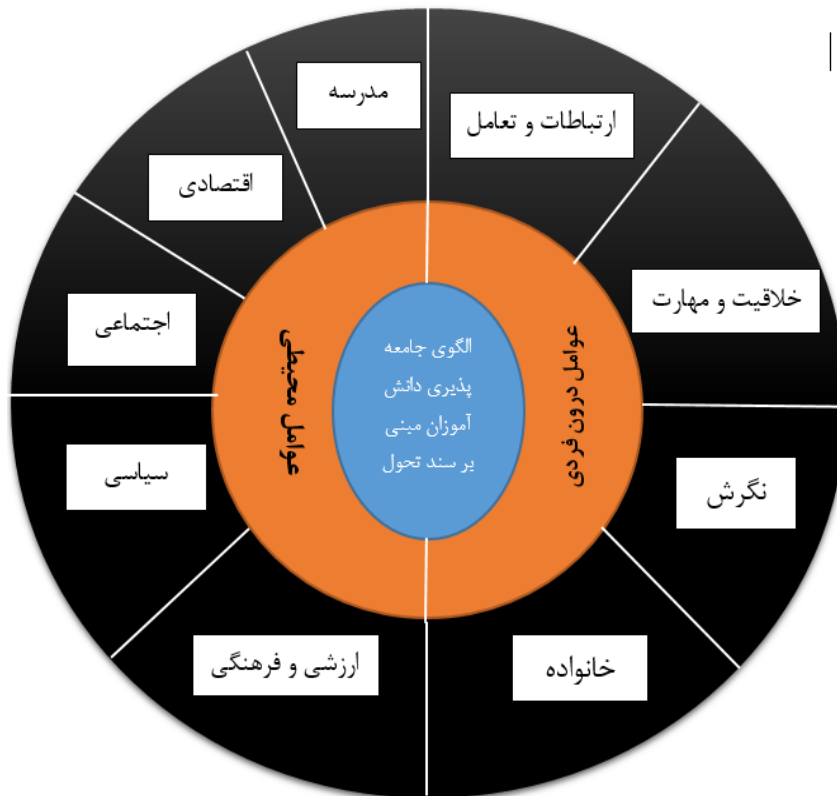 مدرسه
ارتباطات و تعامل
اقتصادی
خلاقیت و مهارت
اجتماعی
عوامل محیطی
الگوی جامعه
پذیری دانش
آموزان مبنی
بر سند تحول
عوامل درون فردی
سیاسی
نگرش
ارزشی و فرهنگی
خانواده